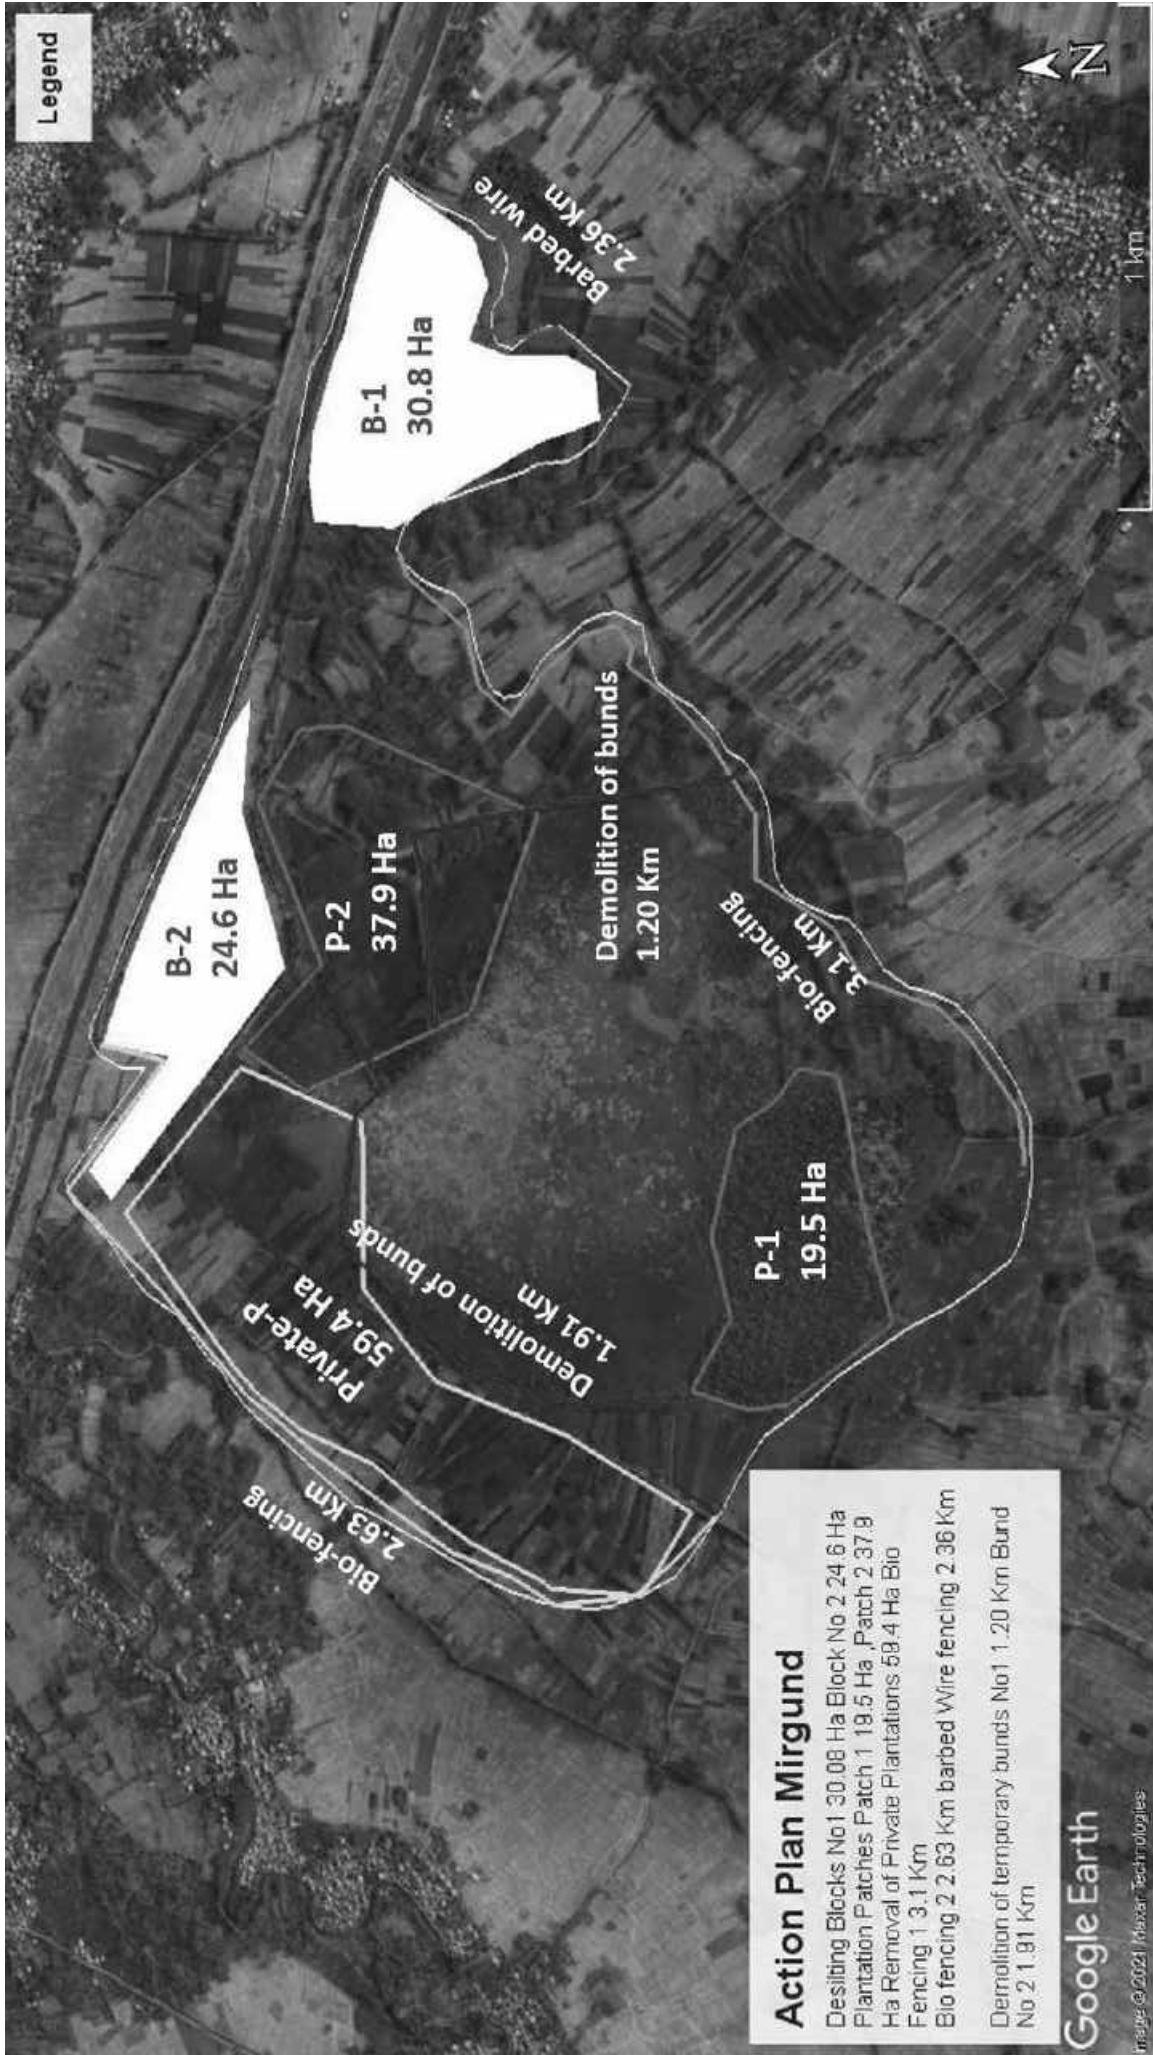 Legend
N
B-2
24.6 Ha
B-1
30.8 Ha
P-2
37.9 Ha
Barbed wire
2.36 Km
Private-P
59.4 Ha
Bio-fencing
2.63 Km
Demolition of bunds
1.91 Km
Demolition of bunds
1.20 Km
Bio-fencing
3.1 Km
P-1
19.5 Ha
Action Plan Mirgund
Desilting Blocks No1 30.08 Ha Block No 2 24 6 Ha
Plantation Patches Patch 1 19.5 Ha ,Patch 2 37.9
Ha Removal of Private Plantations 59.4 Ha Bio
Fencing 1 3.1 Km
Bio fencing 2 2.63 Km barbed Wire fencing 2 36 Km
Demolition of temporary bunds No1 1.20 Km Bund
No 2 1.91 Km
Google Earth
Image © 2021 Maxar Technologies
1 km